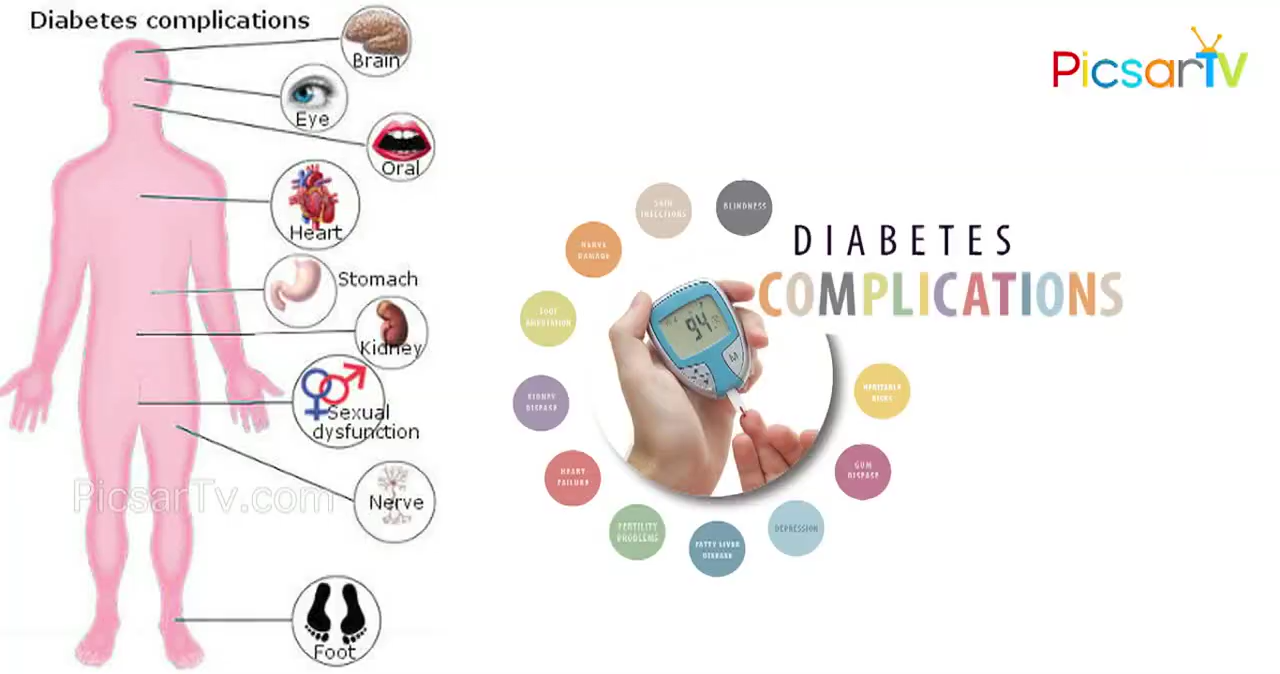 Diabetes complications
Brain
Eye
Oral
Heart
Stomach
Kidney
Sexual
dysfunction
Nerve
Foot
PicsarTv.com
PicsarTV
DIABETES
COMPLICATIONS
BLINDNESS
SKIN
INFECTIONS
NERVE
DAMAGE
FOOT
AMPUTATION
KIDNEY
DISEASE
HEART
FAILURE
FERTILITY
PROBLEMS
FATTY LIVER
DISEASE
DEPRESSION
GUM
DISEASE
94
M